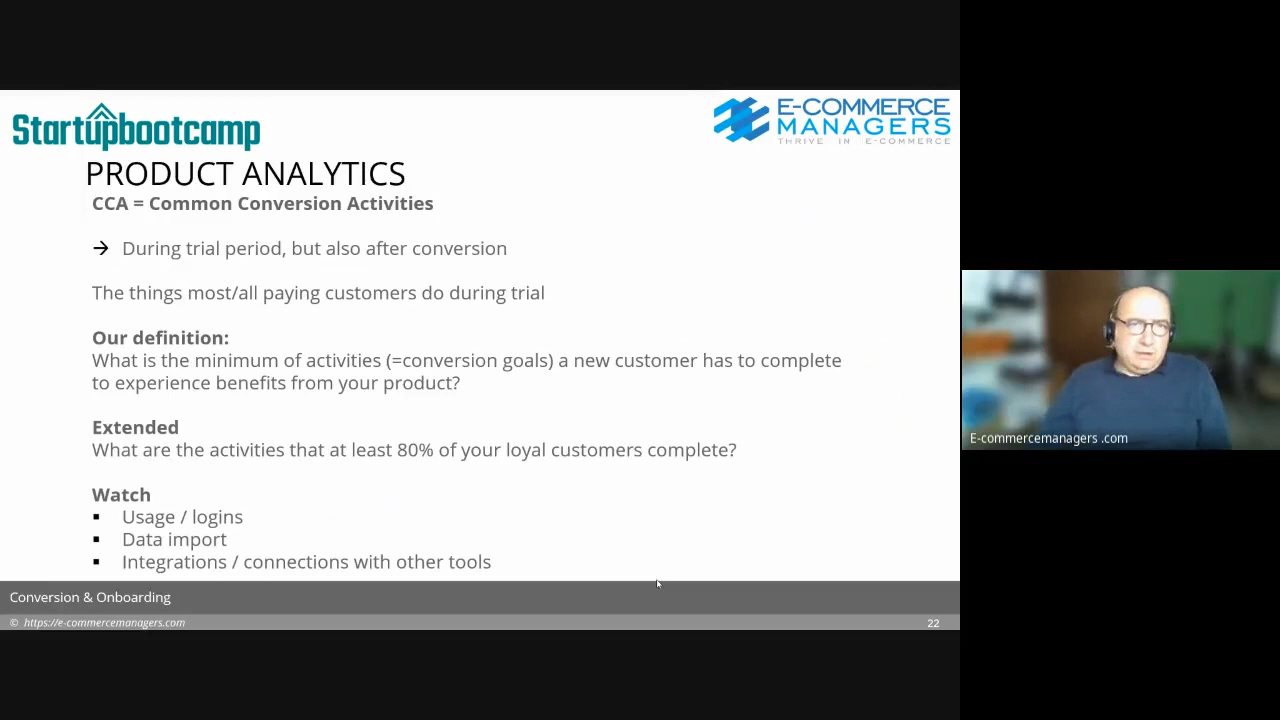 Startupbootcamp
E-COMMERCE
MANAGERS
THRIVE IN E-COMMERCE
PRODUCT ANALYTICS
CCA = Common Conversion Activities
→ During trial period, but also after conversion
The things most/all paying customers do during trial
Our definition:
What is the minimum of activities (=conversion goals) a new customer has to complete
to experience benefits from your product?
Extended
What are the activities that at least 80% of your loyal customers complete?
Watch
▪ Usage / logins
▪ Data import
▪ Integrations / connections with other tools
Conversion & Onboarding
© https://e-commercemanagers.com
22
E-commercemanagers .com